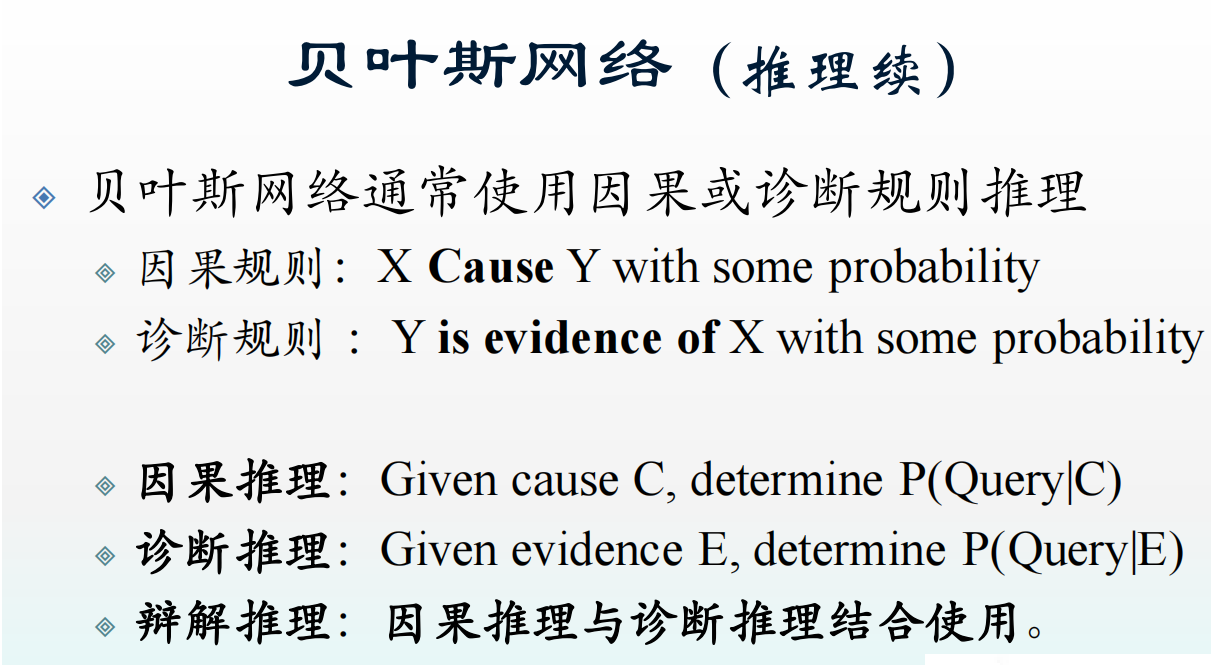 贝叶斯网络（推理续）
贝叶斯网络通常使用因果或诊断规则推理
因果规则：X Cause Y with some probability
诊断规则 ：Y is evidence of X with some probability
因果推理：Given cause C, determine P(Query|C)
诊断推理：Given evidence E, determine P(Query|E)
辩解推理：因果推理与诊断推理结合使用。